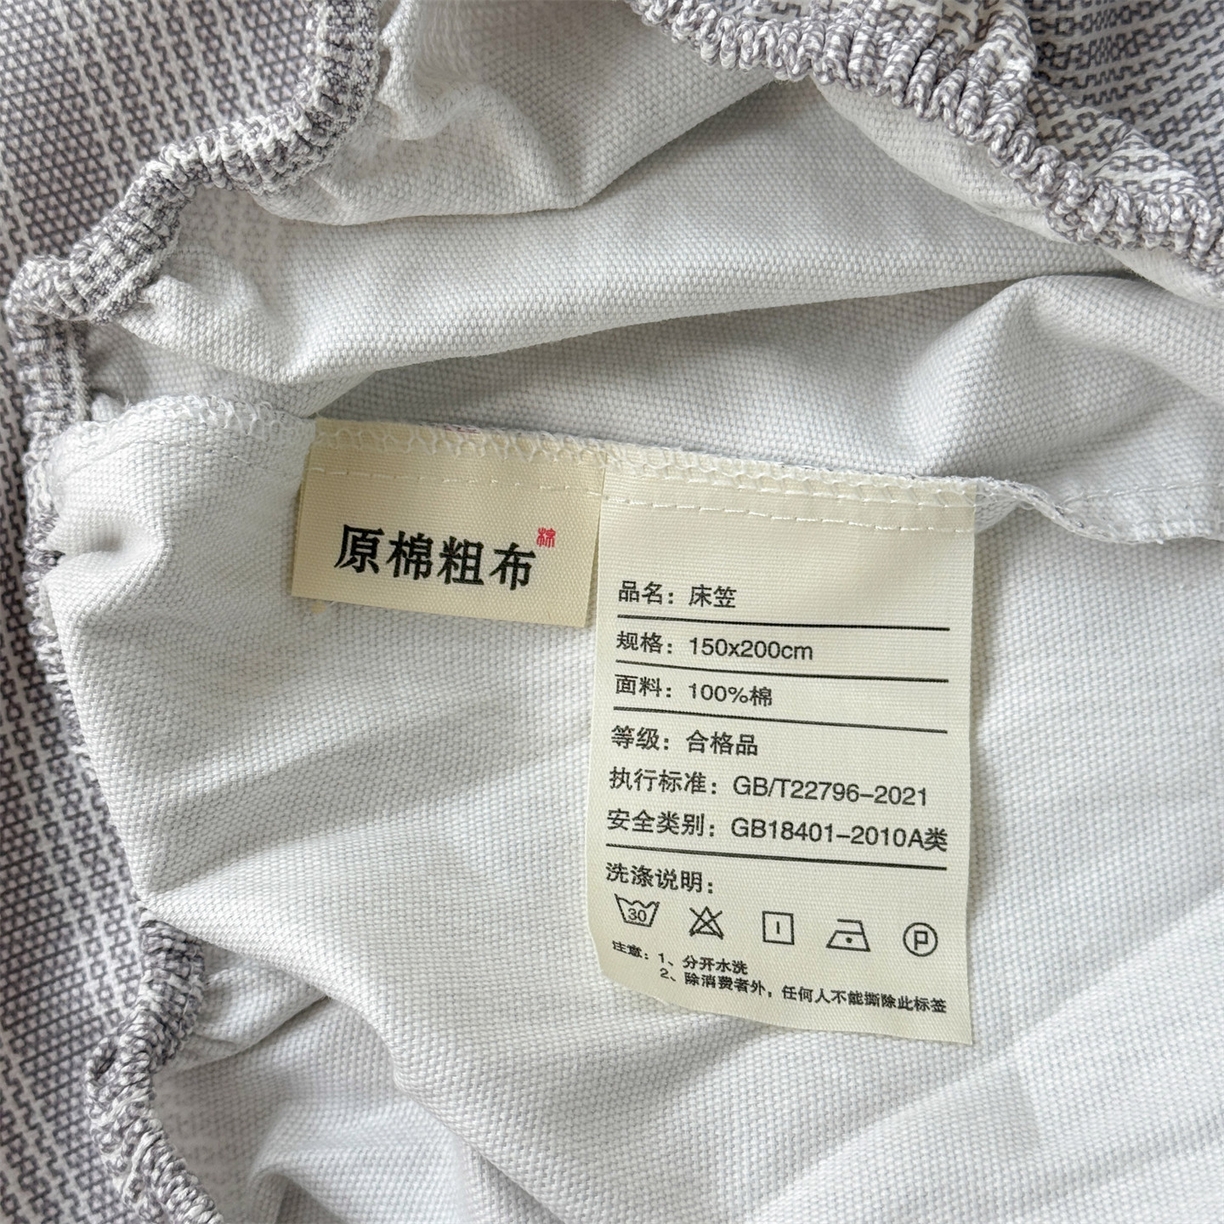 原棉粗布
棉
品名：床笠
规格：150x200cm
面料：100%棉
等级：合格品
执行标准：GB/T22796-2021
安全类别：GB18401-2010A类
洗涤说明：
30
P
注意：1、分开水洗
2、除消费者外，任何人不能撕除此标签